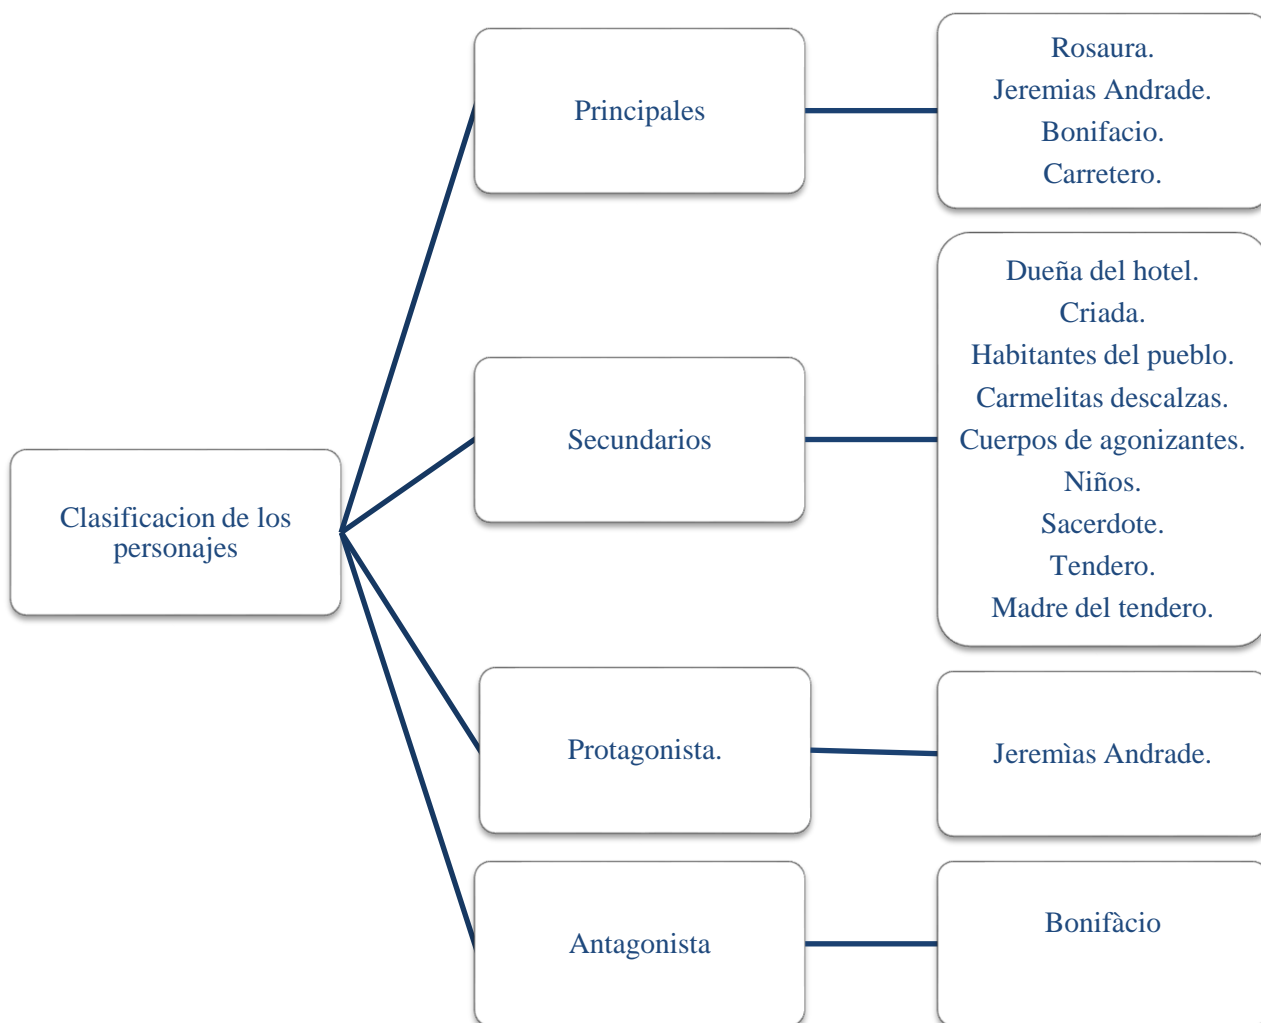 Clasificacion de los
personajes
Principales
Rosaura.
Jeremias Andrade.
Bonifacio.
Carretero.
Secundarios
Dueña del hotel.
Criada.
Habitantes del pueblo.
Carmelitas descalzas.
Cuerpos de agonizantes.
Niños.
Sacerdote.
Tendero.
Madre del tendero.
Protagonista.
Jeremìas Andrade.
Antagonista
Bonifàcio